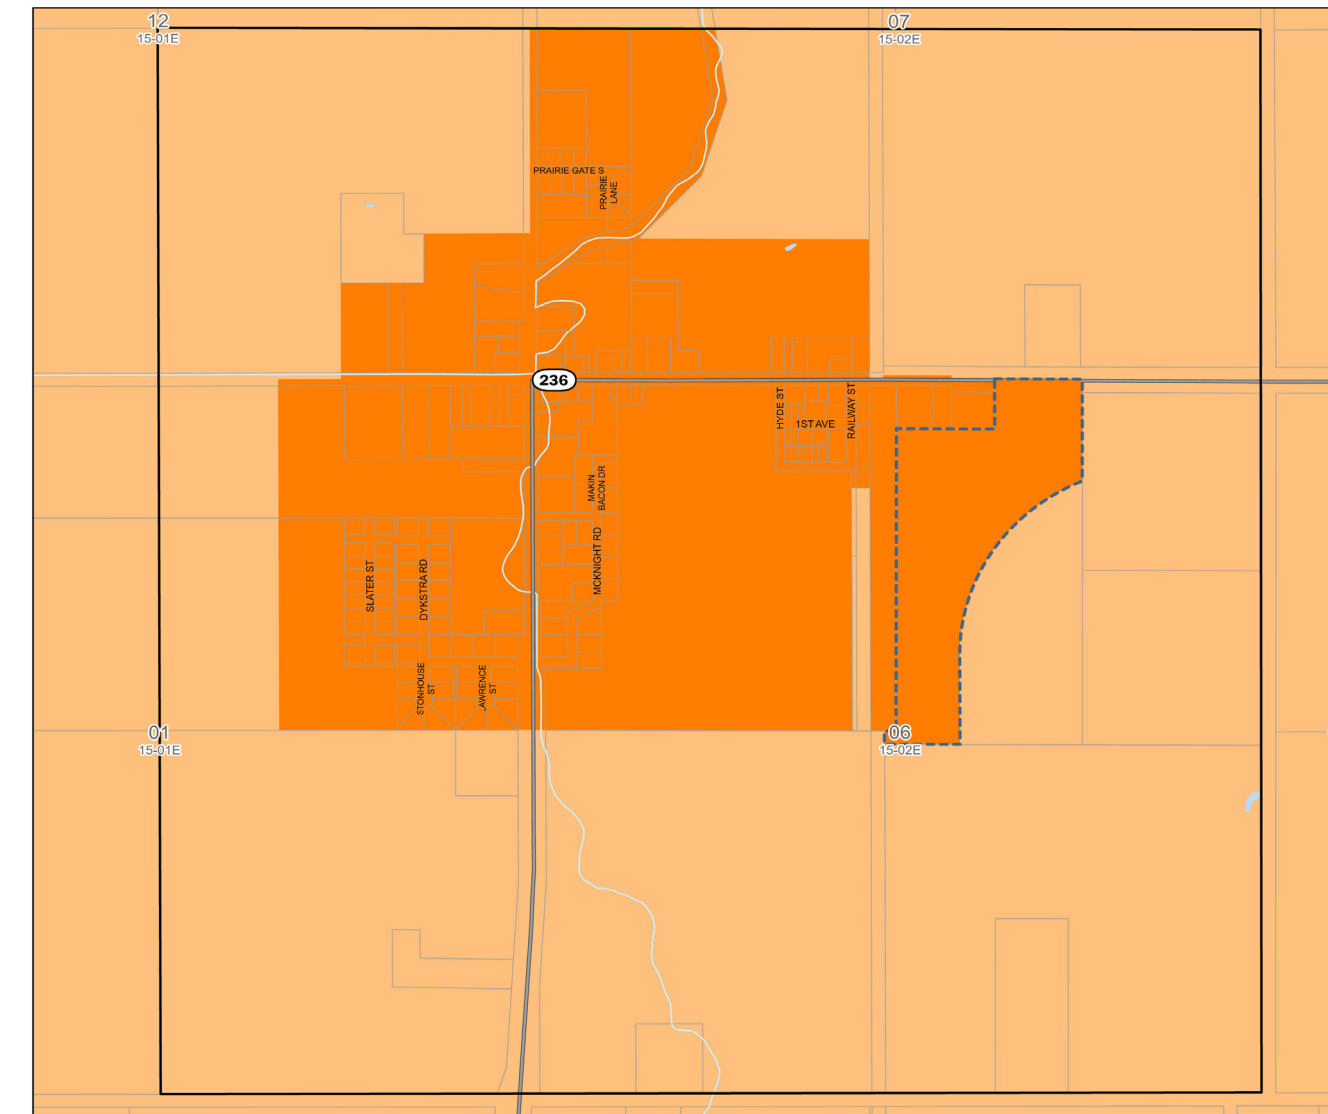 12
15-01E
07
15-02E
PRAIRIE GATE S
PRAIRIE
LANE
236
HYDE ST
1ST AVE
RAILWAY ST
MAKIN
BACON DR
MCKNIGHT RD
SLATER ST
DYKSTRA RD
STONHOUSE
ST
LAWRENCE
ST
01
15-01E
06
15-02E